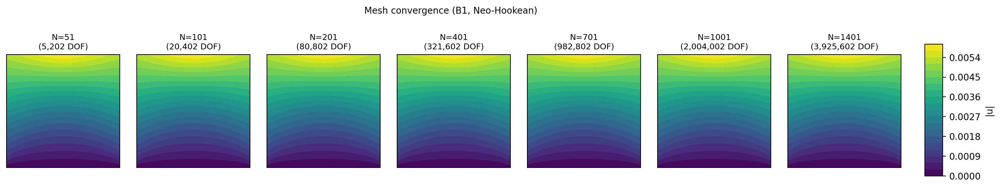 Mesh convergence (B1, Neo-Hookean)
N=51
(5,202 DOF)
N=101
(20,402 DOF)
N=201
(80,802 DOF)
N=401
(321,602 DOF)
N=701
(982,802 DOF)
N=1001
(2,004,002 DOF)
N=1401
(3,925,602 DOF)
0.0054
0.0045
0.0036
0.0027
0.0018
0.0009
0.0000
|u|